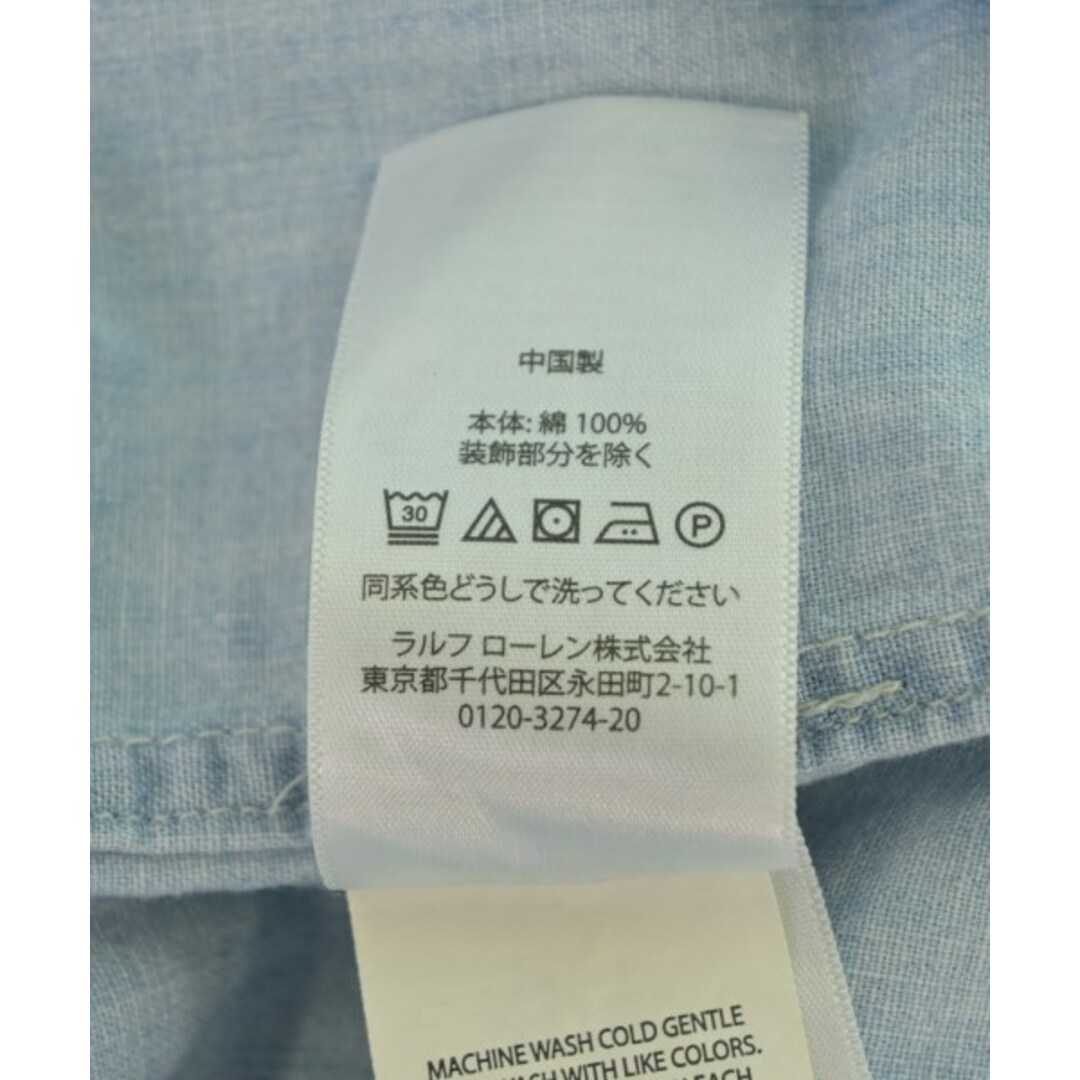 中国製
本体: 綿 100%
装飾部分を除く
30 P
同系色どうしで洗ってください
ラルフ ローレン株式会社
東京都千代田区永田町2-10-1
0120-3274-20
MACHINE WASH COLD GENTLE
WITH LIKE COLORS.